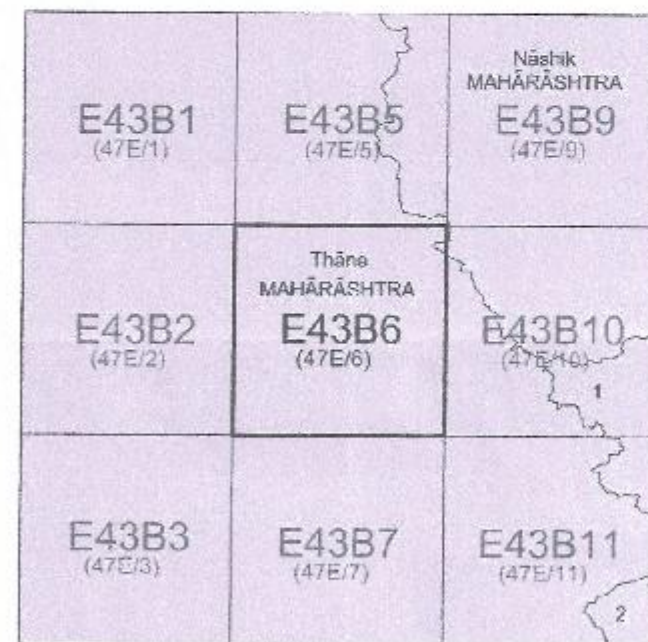 Nāshik
MAHĀRĀSHTRA
E43B1
(47E/1)
E43B5
(47E/5)
E43B9
(47E/9)
Thāne
MAHĀRĀSHTRA
E43B2
(47E/2)
E43B6
(47E/6)
E43B10
(47E/10)
1
E43B3
(47E/3)
E43B7
(47E/7)
E43B11
(47E/11)
2